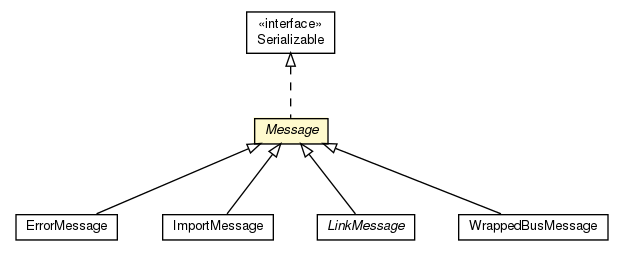 «interface»
Serializable
Message
ErrorMessage
ImportMessage
LinkMessage
WrappedBusMessage